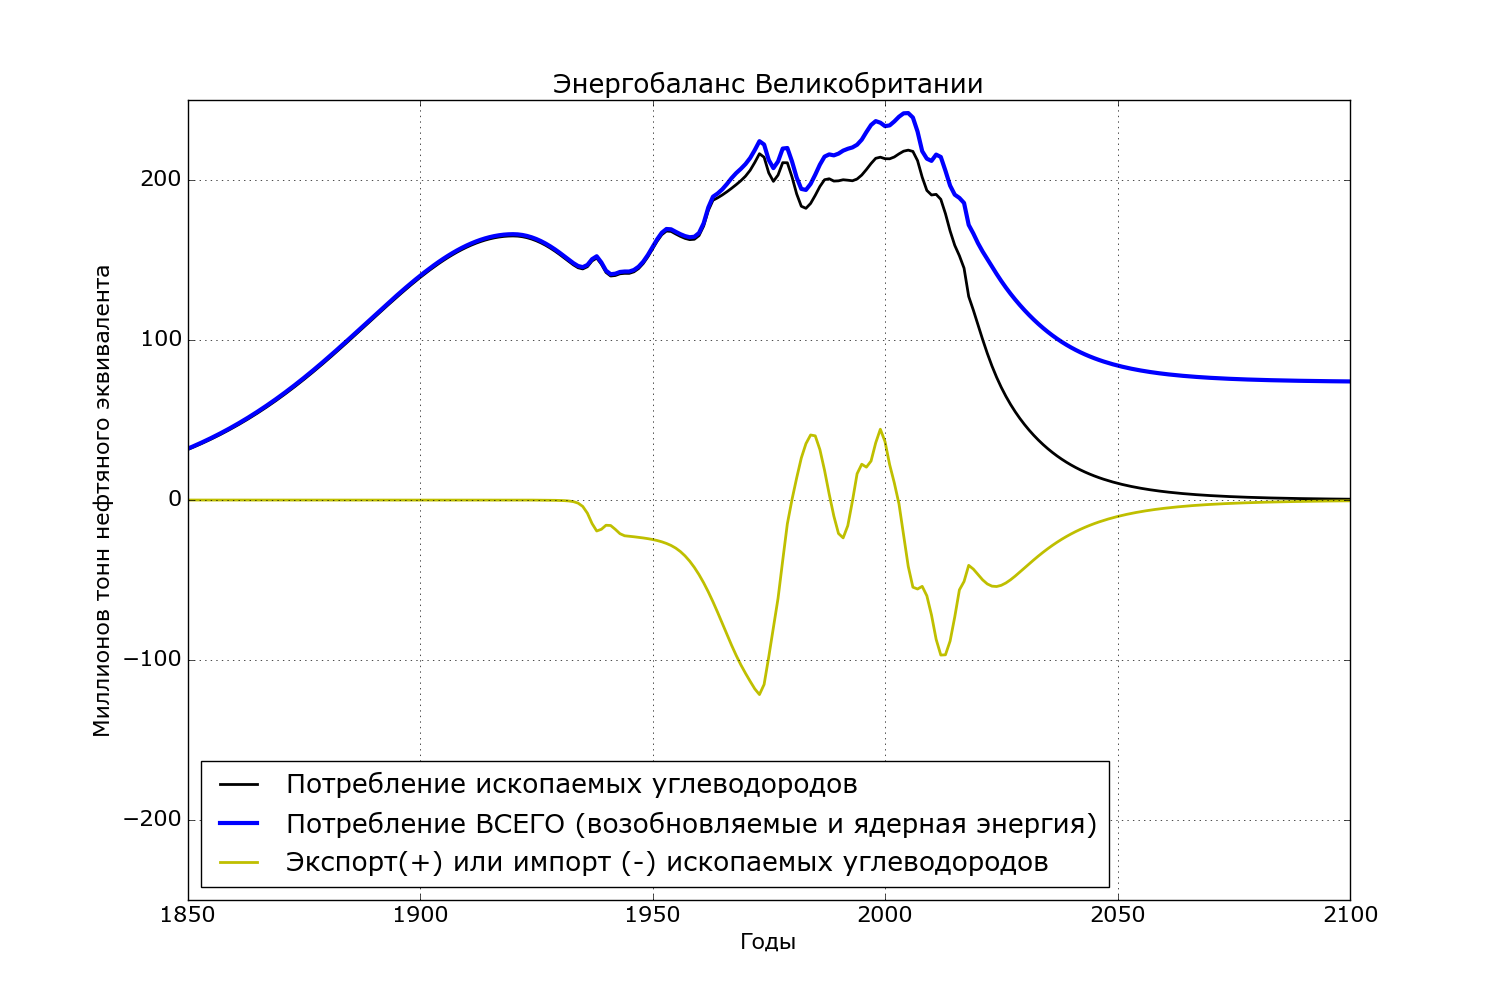 Энергобаланс Великобритании
Миллионов тонн нефтяного эквивалента
200
100
0
−100
−200
Потребление ископаемых углеводородов
Потребление ВСЕГО (возобновляемые и ядерная энергия)
Экспорт(+) или импорт (-) ископаемых углеводородов
1850 1900 1950 2000 2050 2100
Годы